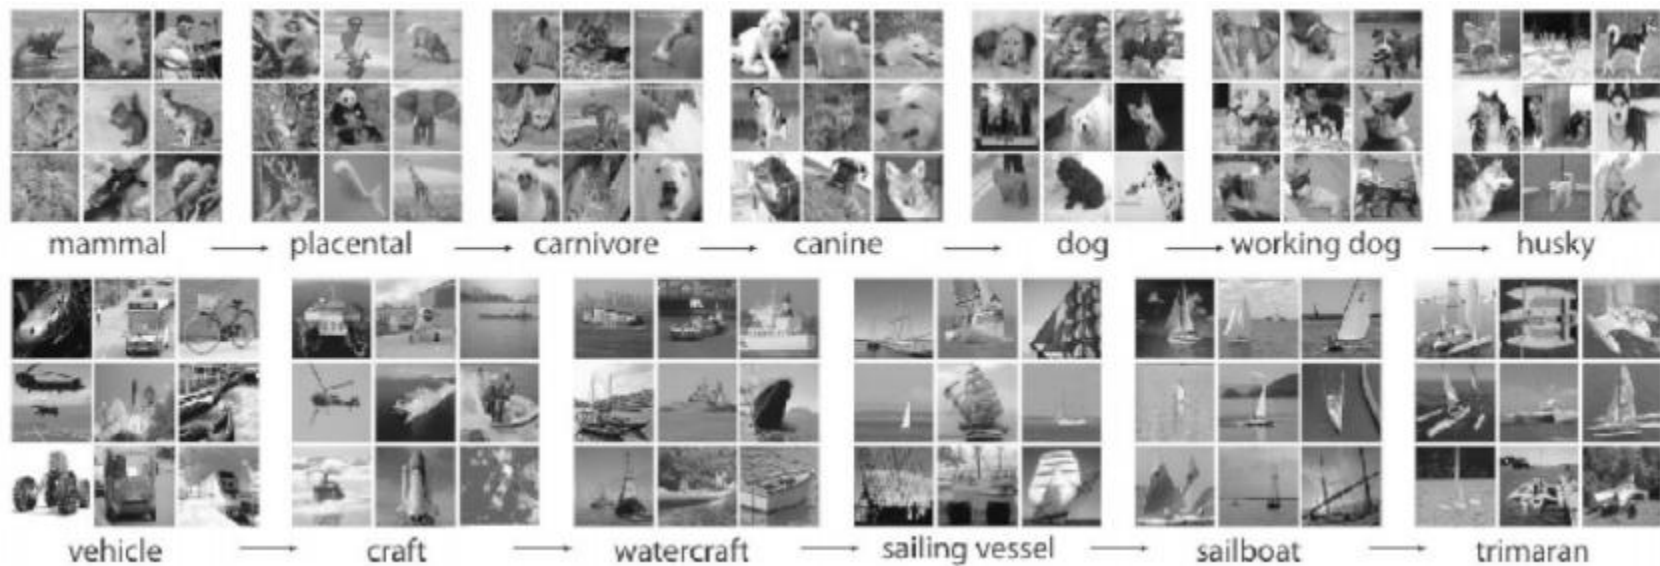 mammal → placental → carnivore → canine → dog → working dog → husky
vehicle → craft → watercraft → sailing vessel → sailboat → trimaran